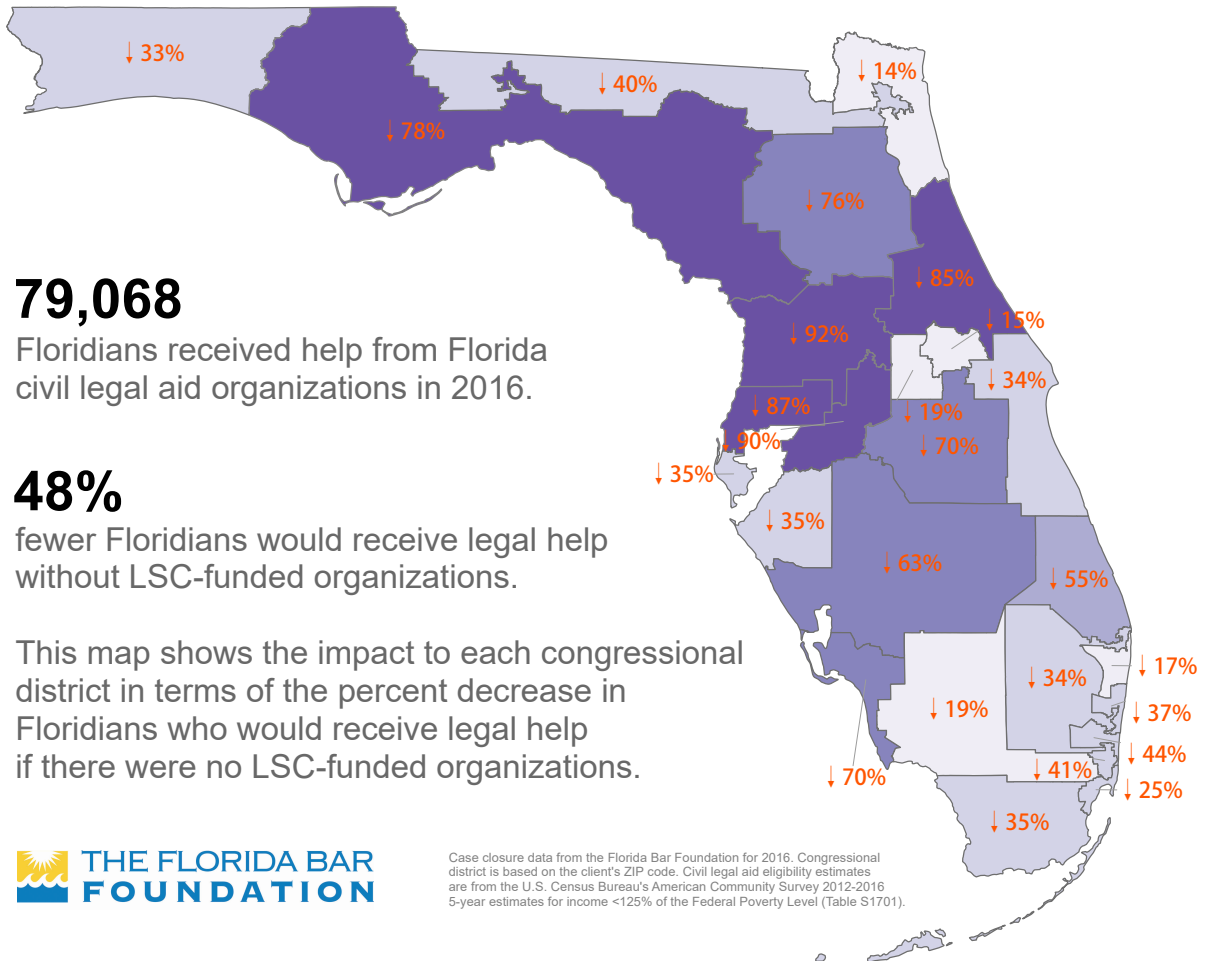 ↓ 33%
↓ 40%
↓ 14%
↓ 78%
↓ 76%
↓ 85%
↓ 15%
↓ 92%
↓ 34%
↓ 87%
↓ 19%
↓ 90%
↓ 70%
↓ 35%
↓ 35%
↓ 63%
↓ 55%
↓ 17%
↓ 34%
↓ 19%
↓ 37%
↓ 44%
↓ 41%
↓ 70%
↓ 25%
↓ 35%
79,068
Floridians received help from Florida
civil legal aid organizations in 2016.
48%
fewer Floridians would receive legal help
without LSC-funded organizations.
This map shows the impact to each congressional
district in terms of the percent decrease in
Floridians who would receive legal help
if there were no LSC-funded organizations.
THE FLORIDA BAR
FOUNDATION
Case closure data from the Florida Bar Foundation for 2016. Congressional
district is based on the client's ZIP code. Civil legal aid eligibility estimates
are from the U.S. Census Bureau's American Community Survey 2012-2016
5-year estimates for income <125% of the Federal Poverty Level (Table S1701).